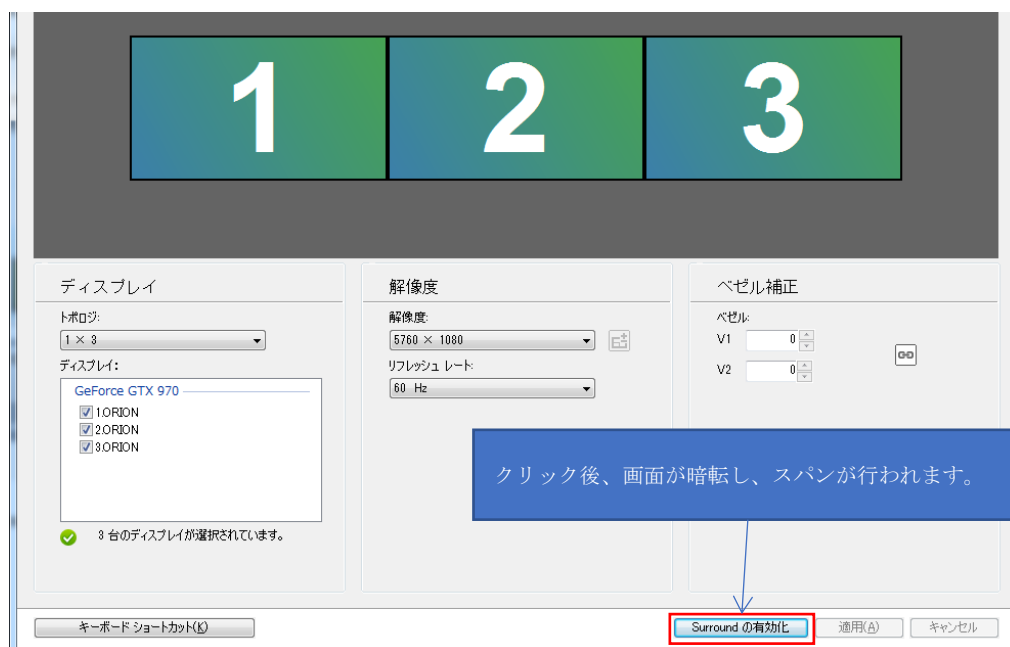 1 2 3
ディスプレイ
トポロジ:
1 × 3
ディスプレイ:
GeForce GTX 970
1.ORION
2.ORION
3.ORION
3 台のディスプレイが選択されています。
解像度
解像度:
5760 × 1080
リフレッシュ レート:
60 Hz
ベゼル補正
ベゼル:
V1 0
V2 0
クリック後、画面が暗転し、スパンが行われます。
キーボード ショートカット(K)
Surround の有効化
適用(A)
キャンセル